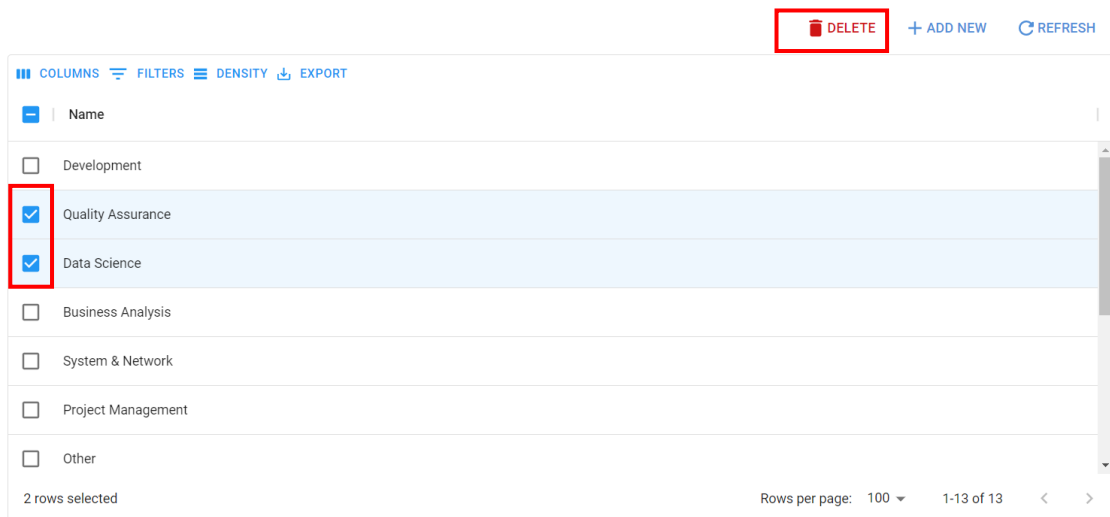 DELETE ADD NEW REFRESH
COLUMNS FILTERS DENSITY EXPORT
Name
Development
Quality Assurance
Data Science
Business Analysis
System & Network
Project Management
Other
2 rows selected Rows per page: 100 1-13 of 13